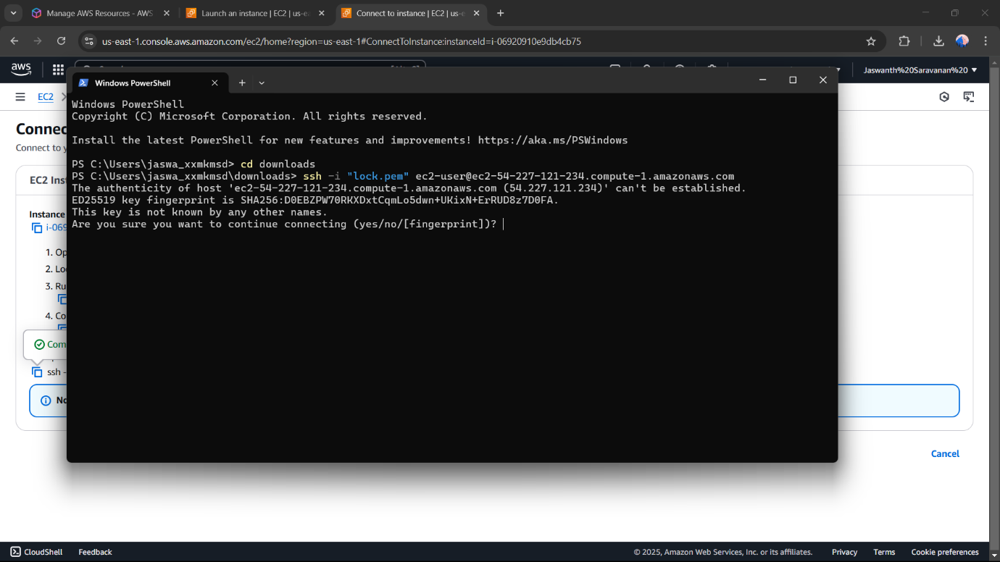 Manage AWS Resources - AWS
Launch an instance | EC2 | us-ea
Connect to instance | EC2 | us-e
us-east-1.console.aws.amazon.com/ec2/home?region=us-east-1#ConnectToInstance:instanceId=i-06920910e9db4cb75
aws
Jaswanth%20Saravanan%20
EC2
Windows PowerShell
Windows PowerShell
Copyright (C) Microsoft Corporation. All rights reserved.
Install the latest PowerShell for new features and improvements! https://aka.ms/PSWindows
PS C:\Users\jaswa_xxmkmsd> cd downloads
PS C:\Users\jaswa_xxmkmsd\downloads> ssh -i "lock.pem" ec2-user@ec2-54-227-121-234.compute-1.amazonaws.com
The authenticity of host 'ec2-54-227-121-234.compute-1.amazonaws.com (54.227.121.234)' can't be established.
ED25519 key fingerprint is SHA256:D0EBZPW70RKXDxtCqmLo5dwn+UKixN+ErRUD8z7D0FA.
This key is not known by any other names.
Are you sure you want to continue connecting (yes/no/[fingerprint])?
Connec
Connect to y
EC2 Inst
Instance
i-069
1. Op
2. Lo
3. Ru
4. Co
Com
ssh -
No
Cancel
CloudShell Feedback © 2025, Amazon Web Services, Inc. or its affiliates. Privacy Terms Cookie preferences